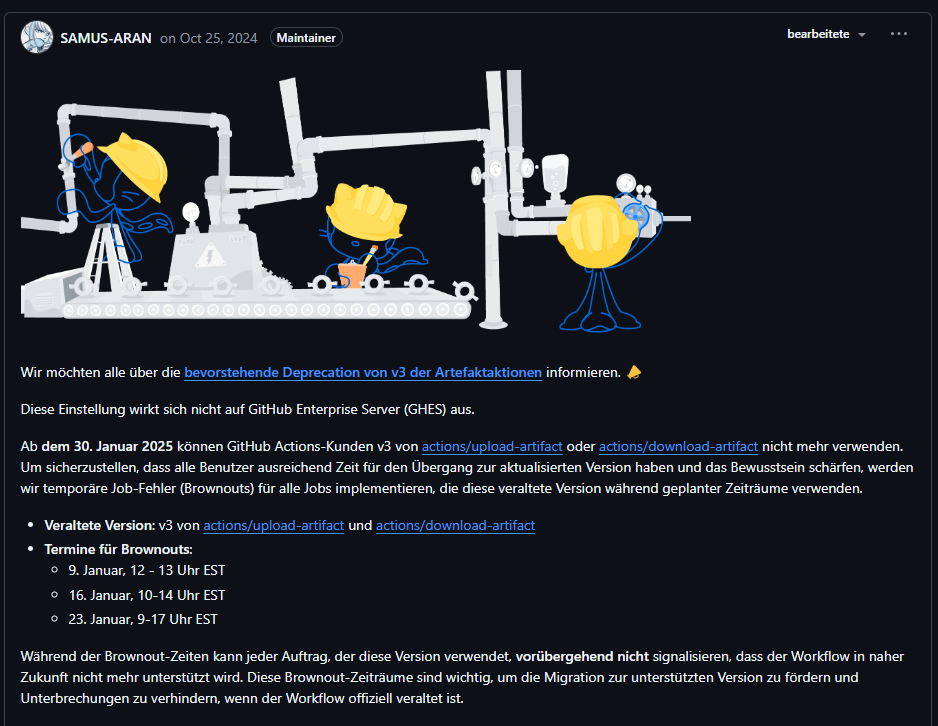 SAMUS-ARAN on Oct 25, 2024 Maintainer bearbeitete
Wir möchten alle über die bevorstehende Deprecation von v3 der Artefaktaktionen informieren.
Diese Einstellung wirkt sich nicht auf GitHub Enterprise Server (GHES) aus.
Ab dem 30. Januar 2025 können GitHub Actions-Kunden v3 von actions/upload-artifact oder actions/download-artifact nicht mehr verwenden.
Um sicherzustellen, dass alle Benutzer ausreichend Zeit für den Übergang zur aktualisierten Version haben und das Bewusstsein schärfen, werden
wir temporäre Job-Fehler (Brownouts) für alle Jobs implementieren, die diese veraltete Version während geplanter Zeiträume verwenden.
• Veraltete Version: v3 von actions/upload-artifact und actions/download-artifact
• Termine für Brownouts:
◦ 9. Januar, 12 - 13 Uhr EST
◦ 16. Januar, 10-14 Uhr EST
◦ 23. Januar, 9-17 Uhr EST
Während der Brownout-Zeiten kann jeder Auftrag, der diese Version verwendet, vorübergehend nicht signalisieren, dass der Workflow in naher
Zukunft nicht mehr unterstützt wird. Diese Brownout-Zeiträume sind wichtig, um die Migration zur unterstützten Version zu fördern und
Unterbrechungen zu verhindern, wenn der Workflow offiziell veraltet ist.